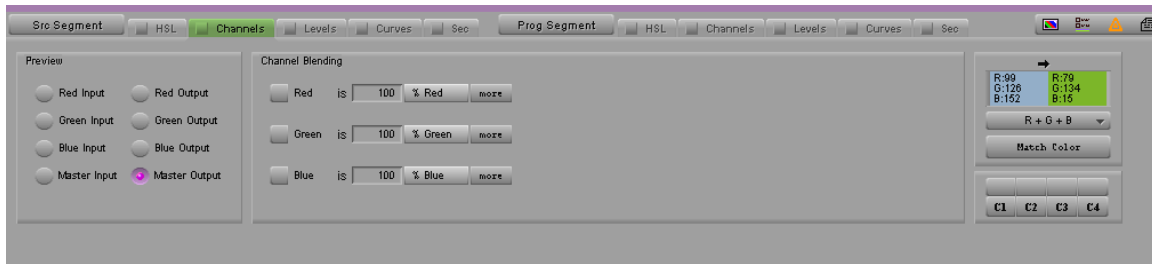 Src Segment HSL Channels Levels Curves Sec Prog Segment HSL Channels Levels Curves Sec
Preview
Red Input Red Output
Green Input Green Output
Blue Input Blue Output
Master Input Master Output
Channel Blending
Red is 100 % Red more
Green is 100 % Green more
Blue is 100 % Blue more
R:99 R:79
G:126 G:134
B:152 B:15
R + G + B
Match Color
C1 C2 C3 C4